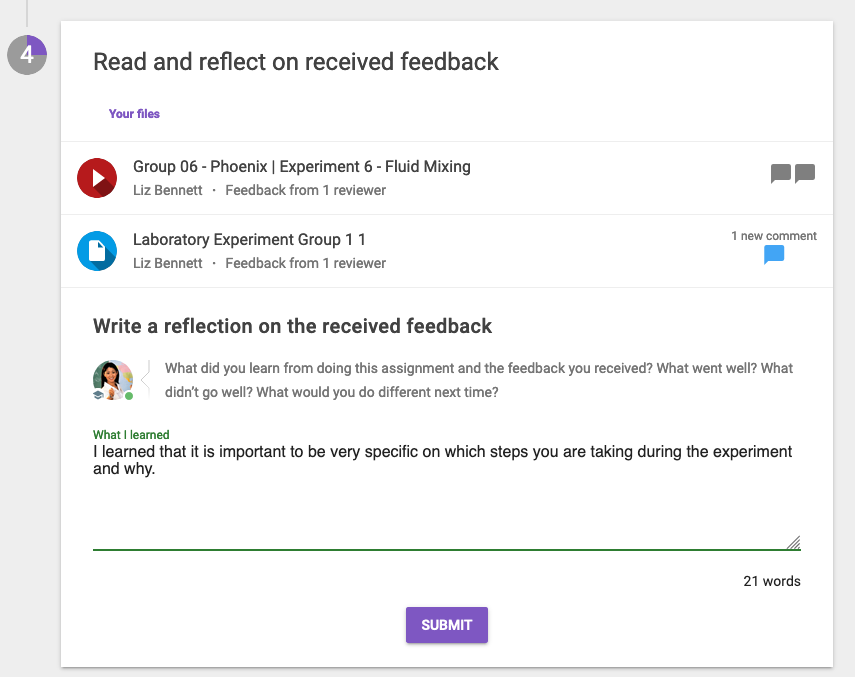 4
Read and reflect on received feedback
Your files
Group 06 - Phoenix | Experiment 6 - Fluid Mixing
Liz Bennett · Feedback from 1 reviewer
Laboratory Experiment Group 1 1
1 new comment
Liz Bennett · Feedback from 1 reviewer
Write a reflection on the received feedback
What did you learn from doing this assignment and the feedback you received? What went well? What
didn't go well? What would you do different next time?
What I learned
I learned that it is important to be very specific on which steps you are taking during the experiment
and why.
21 words
SUBMIT